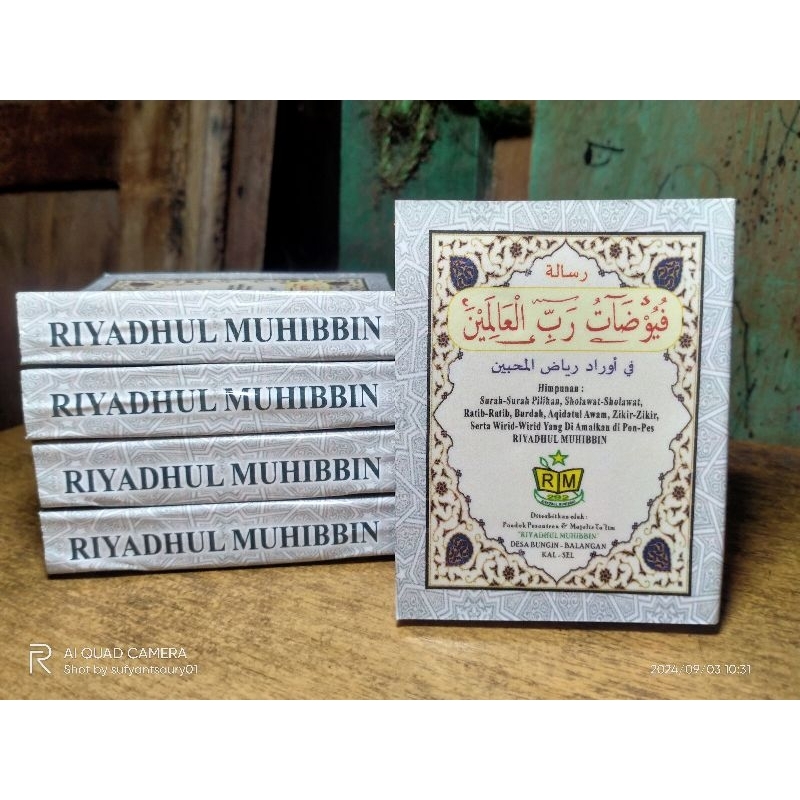 RIYADHUL MUHIBBIN
RIYADHUL MUHIBBIN
RIYADHUL MUHIBBIN
RIYADHUL MUHIBBIN
رسالة
فُيُوْضَاتُ رَبِّ الْعَالَمِيْنَ
في أوراد رياض المحبين
Himpunan :
Surah-Surah Pilihan, Sholawat-Sholawat,
Ratib-Ratib, Burdah, Aqidatul Awam, Zikir-Zikir,
Serta Wirid-Wirid Yang Di Amalkan di Pon-Pes
RIYADHUL MUHIBBIN
RM
292
Diterbitkan oleh :
Pondok Pesantren & Majelis Ta'lim
"RIYADHUL MUHIBBIN"
DESA BUNGIN - BALANGAN
KAL - SEL
AI QUAD CAMERA
Shot by sufyantsaury01
2024/09/03 10:31